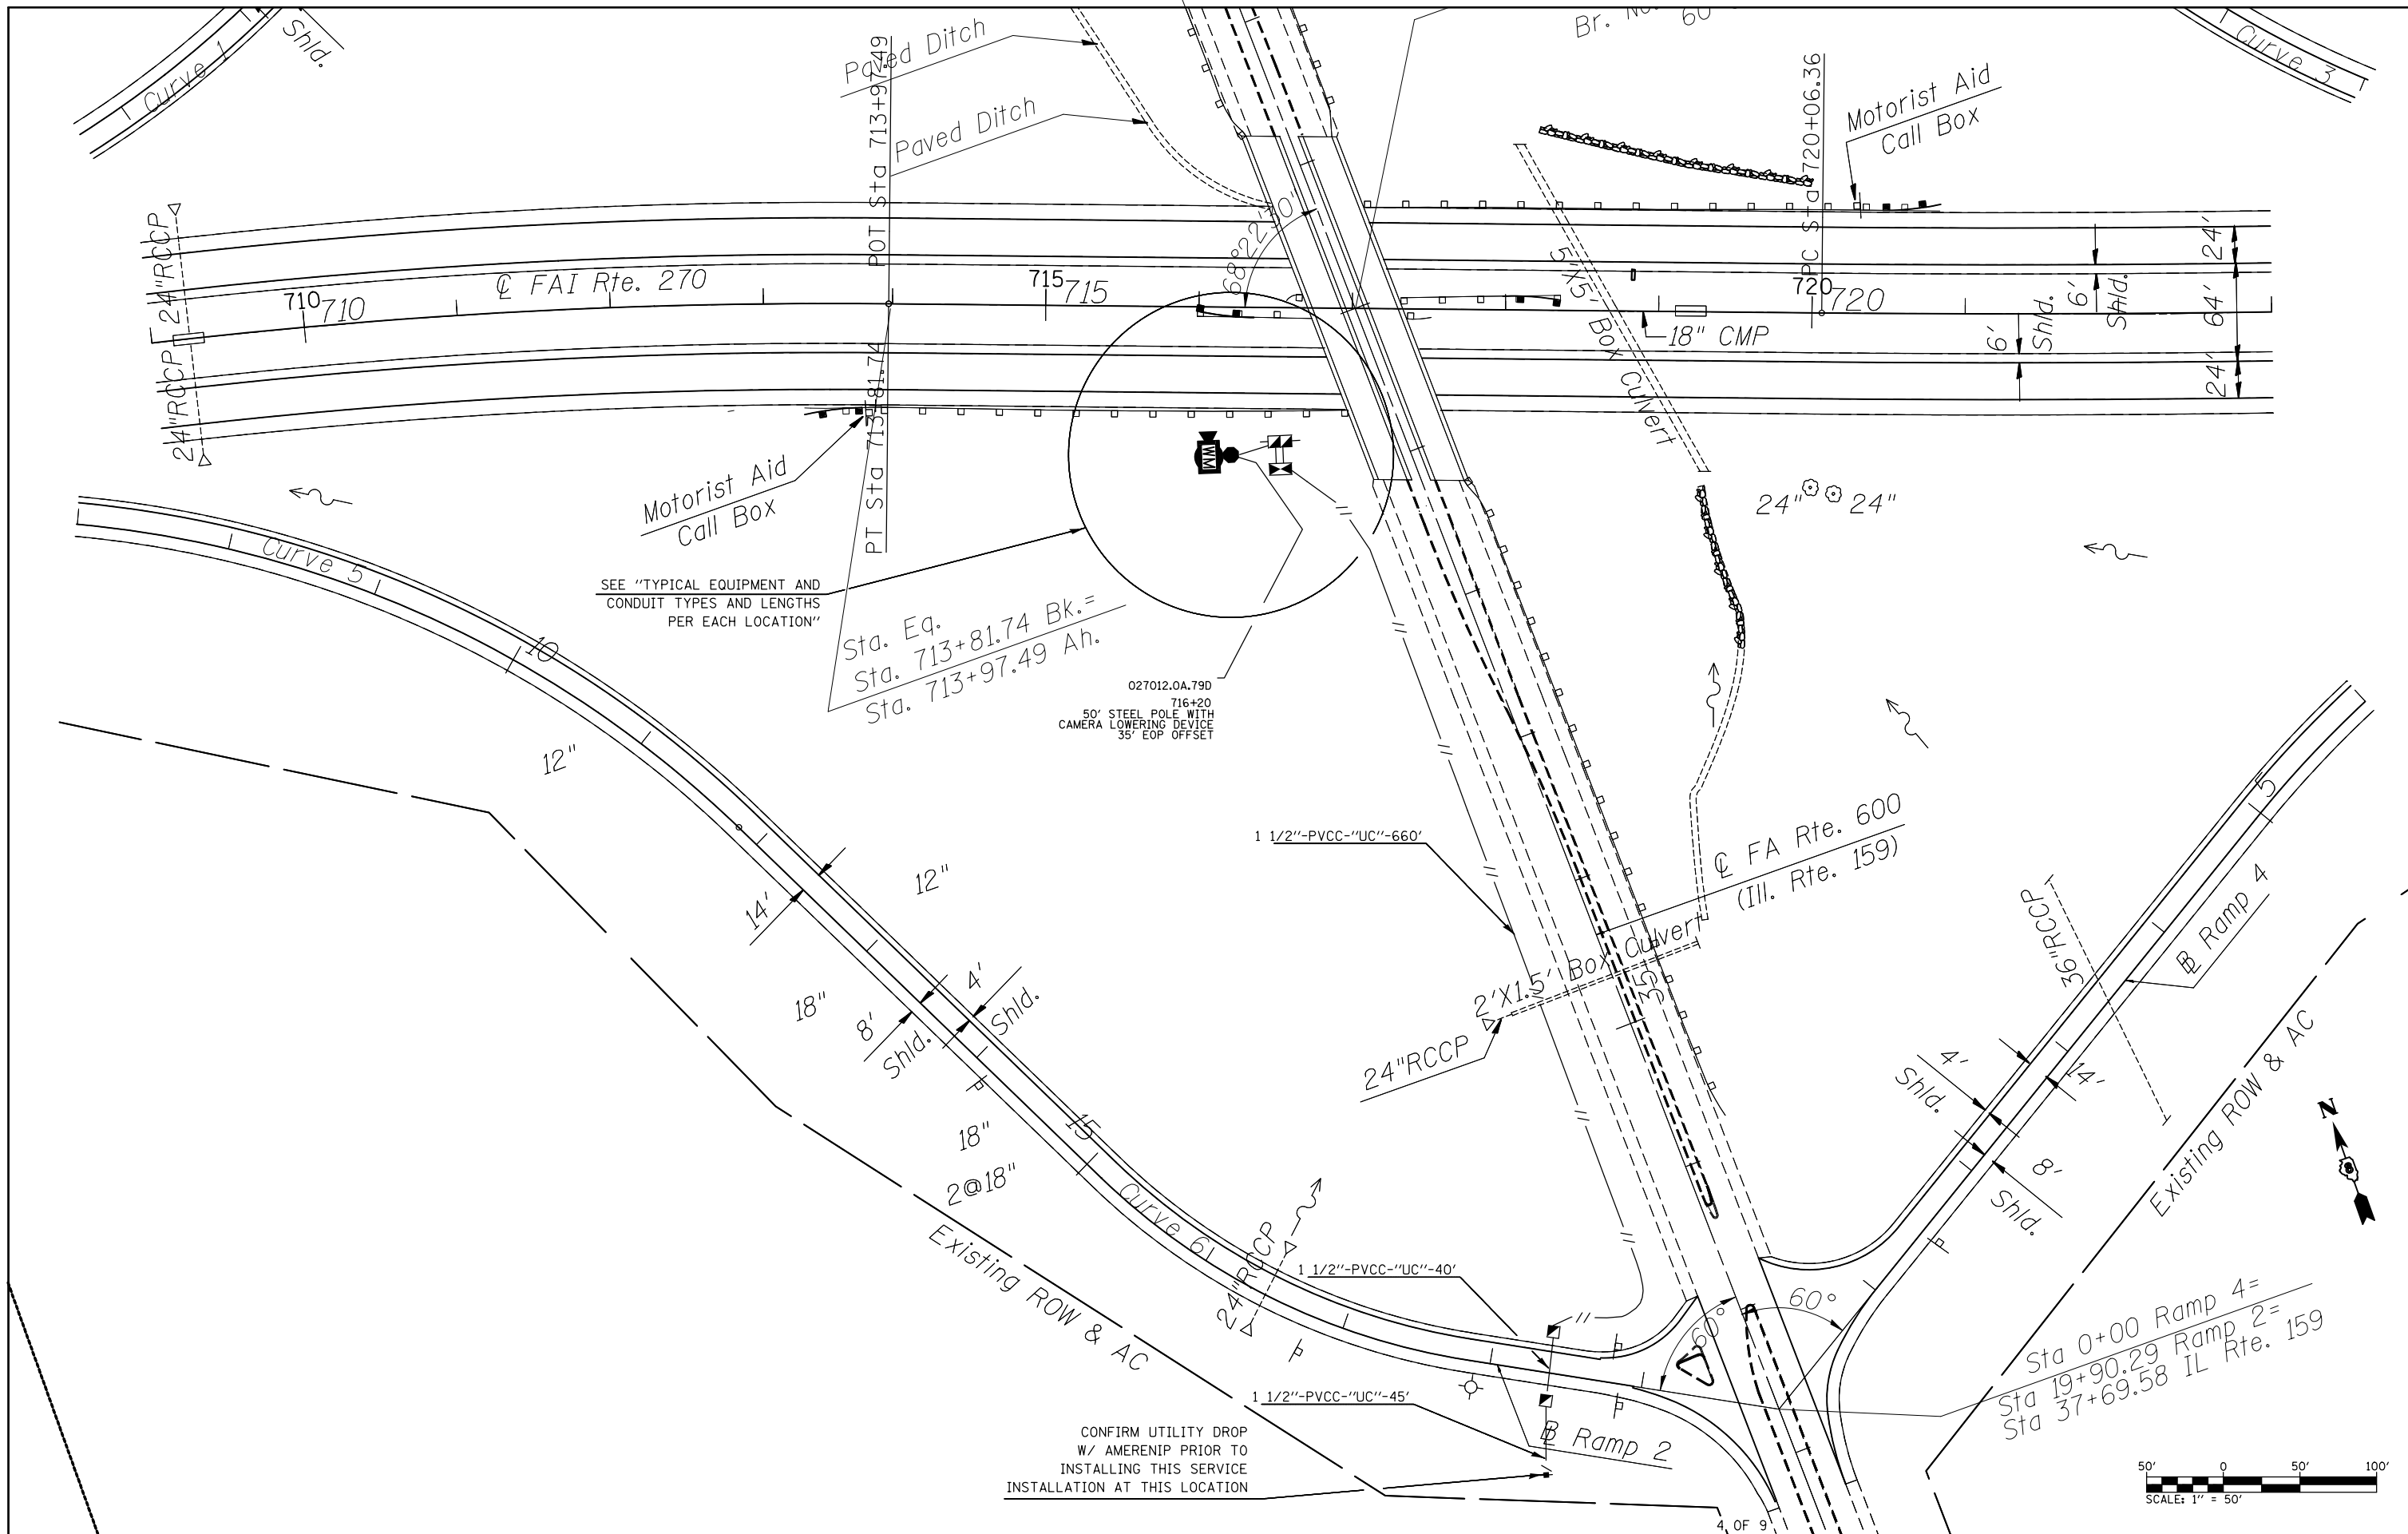 Curve 1
Shld.
Paved Ditch
Paved Ditch
POT Sta 713+97.49
Br. No.
60
PC Sta 720+06.36
Motorist Aid
Call Box
Curve 3
24"RCCP
24"RCCP
710
710
℄ FAI Rte. 270
715
715
68°22'30"
5'X5' Box Culvert
18" CMP
720
720
6'
Shld.
6'
Shld.
24'
64'
24'
PT Sta 713+81.74
Motorist Aid
Call Box
WM
24"
24"
Curve 5
SEE "TYPICAL EQUIPMENT AND
CONDUIT TYPES AND LENGTHS
PER EACH LOCATION"
Sta. Eq.
Sta. 713+81.74 Bk.=
Sta. 713+97.49 Ah.
027012.0A.79D
716+20
50' STEEL POLE WITH
CAMERA LOWERING DEVICE
35' EOP OFFSET
10
12"
12"
14'
1 1/2"-PVCC-"UC"-660'
℄ FA Rte. 600
(Ill. Rte. 159)
5
2'X1.5' Box Culvert
35
24"RCCP
36"RCCP
℄ Ramp 4
18"
8'
Shld.
4'
Shld.
4'
Shld.
14'
8'
Shld.
Existing ROW & AC
N
8
15
18"
2@18"
Curve 6
Existing ROW & AC
24"RCCP
1 1/2"-PVCC-"UC"-40'
60°
60°
Sta 0+00 Ramp 4=
Sta 19+90.29 Ramp 2=
Sta 37+69.58 IL Rte. 159
1 1/2"-PVCC-"UC"-45'
CONFIRM UTILITY DROP
W/ AMERENIP PRIOR TO
INSTALLING THIS SERVICE
INSTALLATION AT THIS LOCATION
℄ Ramp 2
50' 0 50' 100'
SCALE: 1" = 50'
4 OF 9